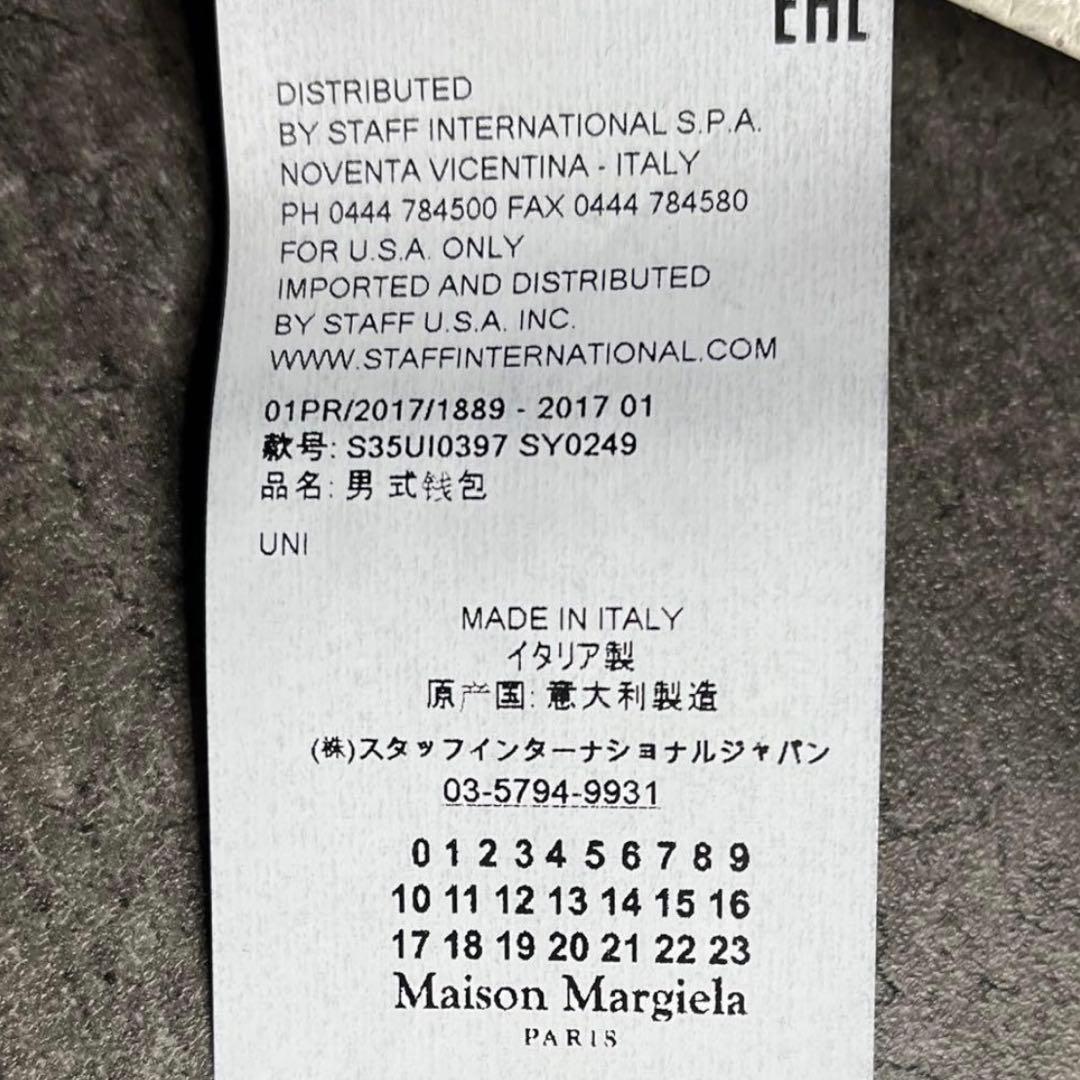 EAC
DISTRIBUTED
BY STAFF INTERNATIONAL S.P.A.
NOVENTA VICENTINA - ITALY
PH 0444 784500 FAX 0444 784580
FOR U.S.A. ONLY
IMPORTED AND DISTRIBUTED
BY STAFF U.S.A. INC.
WWW.STAFFINTERNATIONAL.COM
01PR/2017/1889 - 2017 01
款号: S35UI0397 SY0249
品名: 男式钱包
UNI
MADE IN ITALY
イタリア製
原产国: 意大利製造
(株)スタッフインターナショナルジャパン
03-5794-9931
0 1 2 3 4 5 6 7 8 9
10 11 12 13 14 15 16
17 18 19 20 21 22 23
Maison Margiela
PARIS